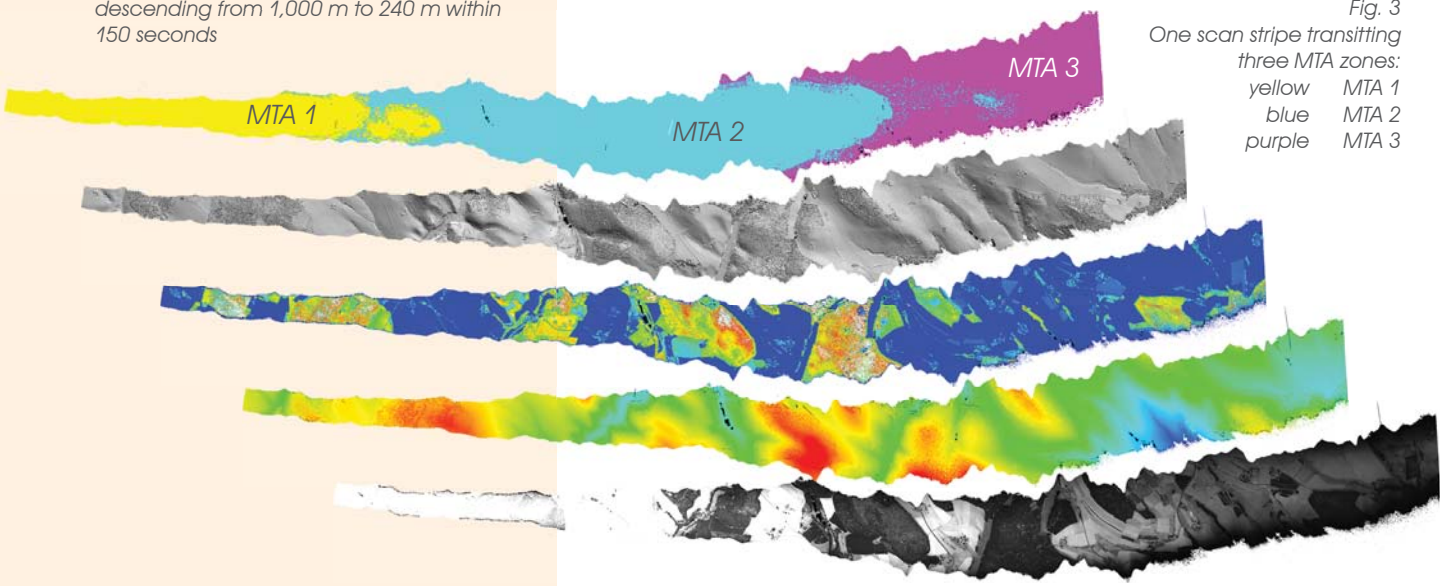 descending from 1,000 m to 240 m within
150 seconds
Fig. 3
One scan stripe transitting
three MTA zones:
yellow MTA 1
blue MTA 2
purple MTA 3
MTA 1
MTA 2
MTA 3